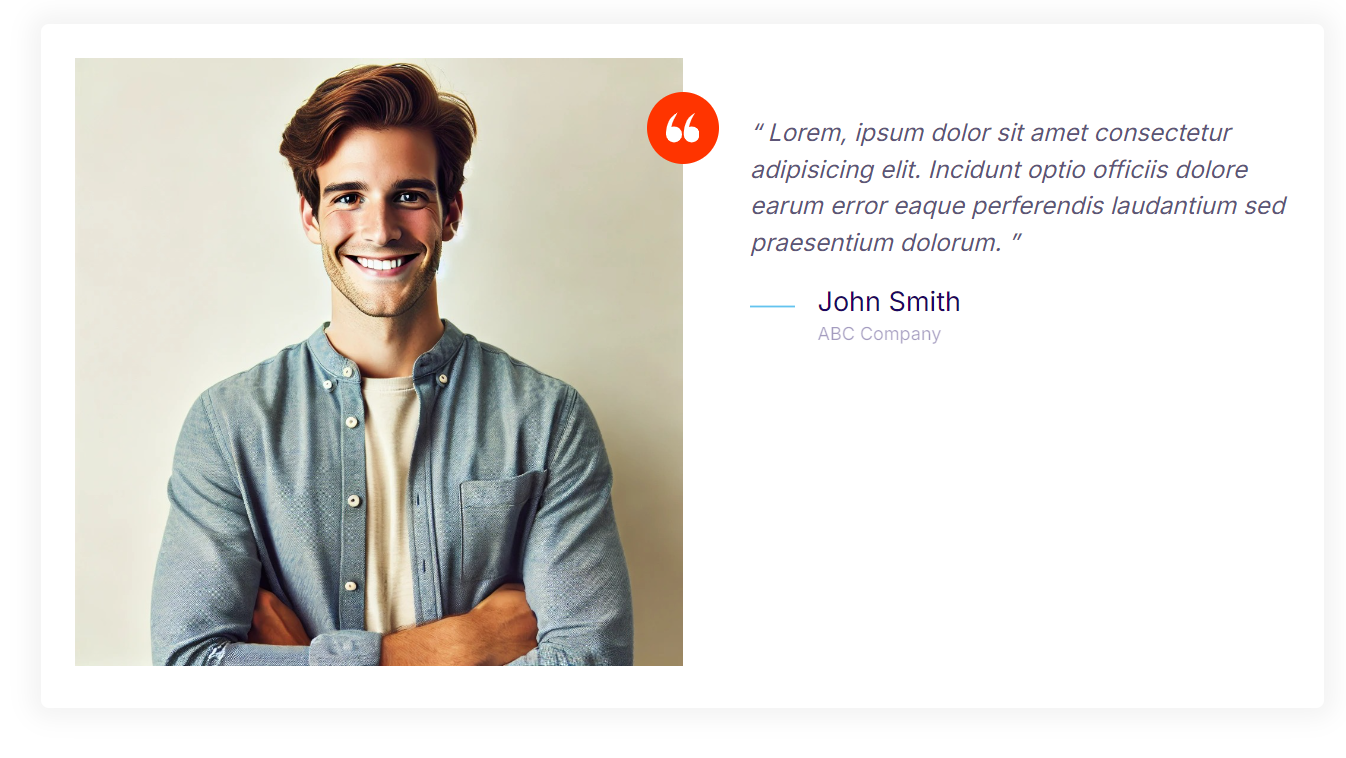 “ Lorem, ipsum dolor sit amet consectetur
adipisicing elit. Incidunt optio officiis dolore
earum error eaque perferendis laudantium sed
praesentium dolorum. ”
John Smith
ABC Company